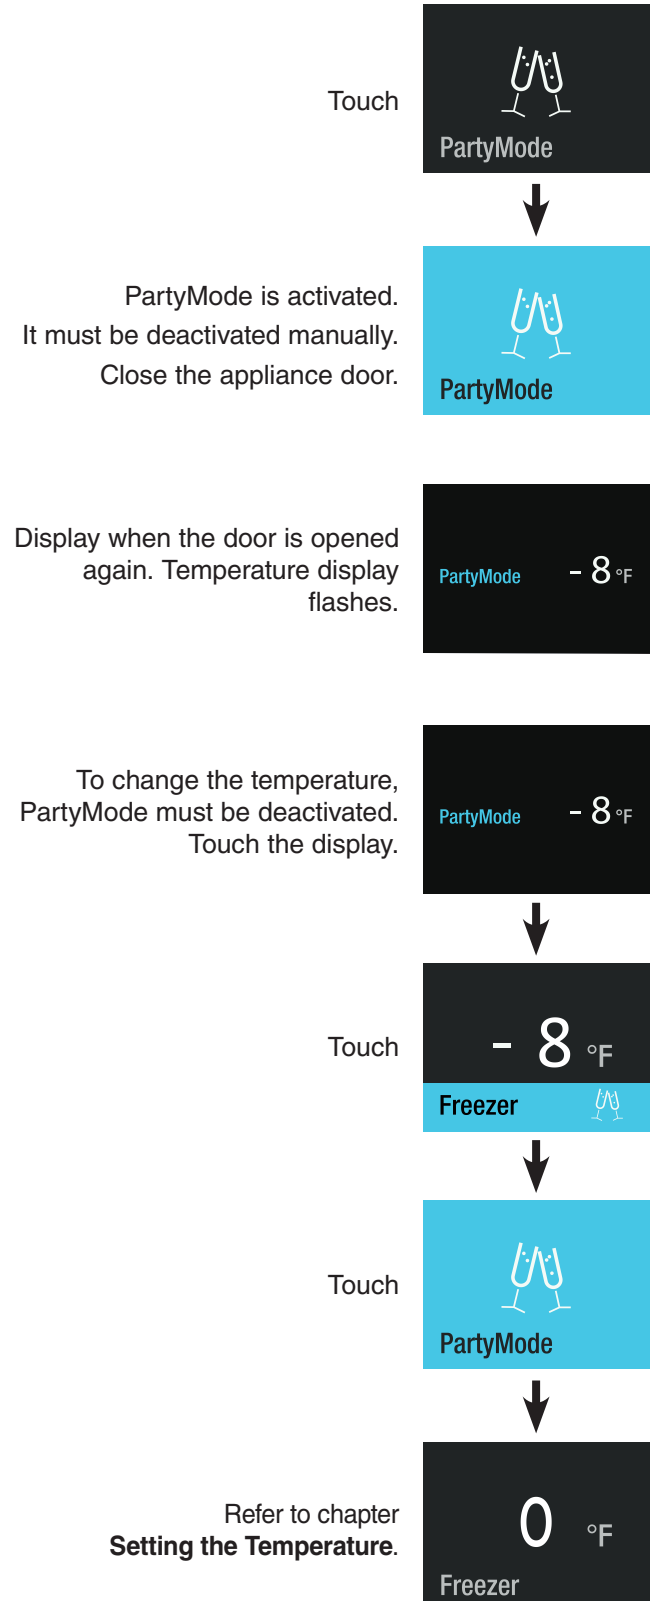 Touch
PartyMode
PartyMode is activated.
It must be deactivated manually.
Close the appliance door.
PartyMode
Display when the door is opened
again. Temperature display
flashes.
PartyMode - 8 °F
To change the temperature,
PartyMode must be deactivated.
Touch the display.
PartyMode - 8 °F
Touch
- 8 °F
Freezer
Touch
PartyMode
Refer to chapter
Setting the Temperature.
0 °F
Freezer